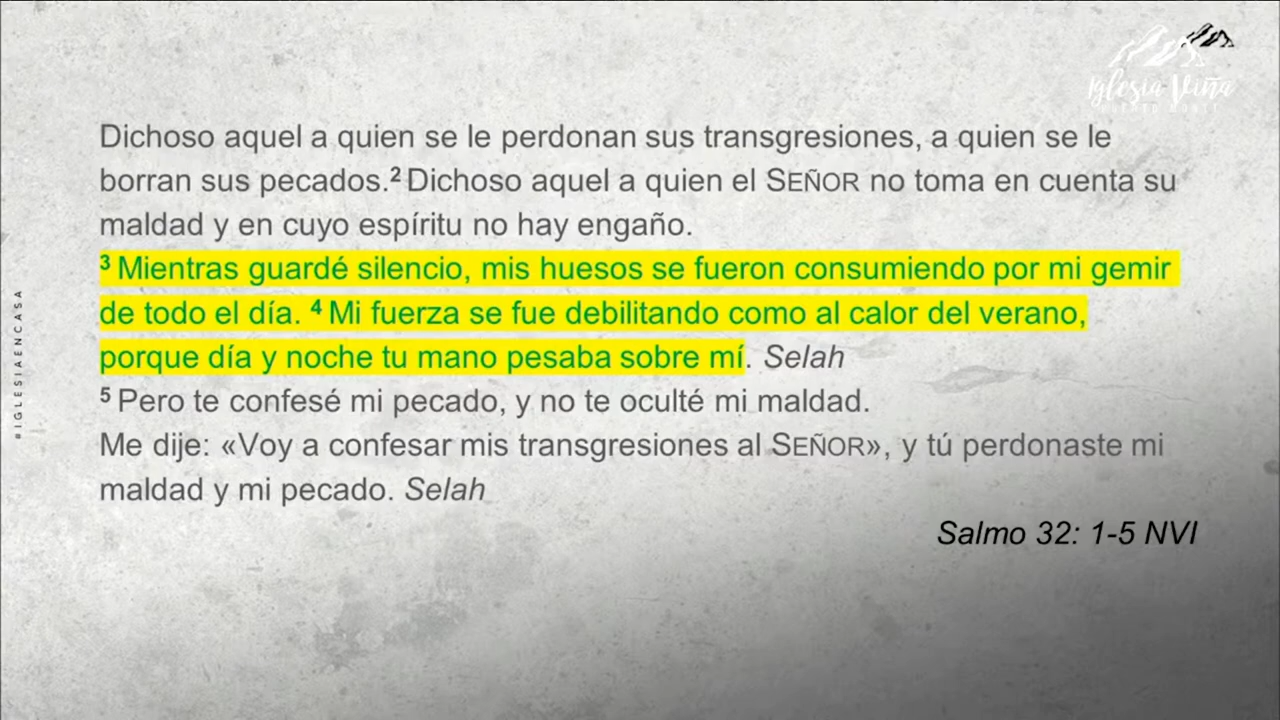 Iglesia Viña
Dichoso aquel a quien se le perdonan sus transgresiones, a quien se le
borran sus pecados.² Dichoso aquel a quien el SEÑOR no toma en cuenta su
maldad y en cuyo espíritu no hay engaño.
³ Mientras guardé silencio, mis huesos se fueron consumiendo por mi gemir
de todo el día. ⁴ Mi fuerza se fue debilitando como al calor del verano,
porque día y noche tu mano pesaba sobre mí. Selah
⁵ Pero te confesé mi pecado, y no te oculté mi maldad.
Me dije: «Voy a confesar mis transgresiones al SEÑOR», y tú perdonaste mi
maldad y mi pecado. Selah
Salmo 32: 1-5 NVI
#IGLESIAENCASA